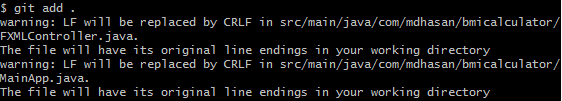 $ git add .
warning: LF will be replaced by CRLF in src/main/java/com/mdhasan/bmicalculator/
FXMLController.java.
The file will have its original line endings in your working directory
warning: LF will be replaced by CRLF in src/main/java/com/mdhasan/bmicalculator/
MainApp.java.
The file will have its original line endings in your working directory